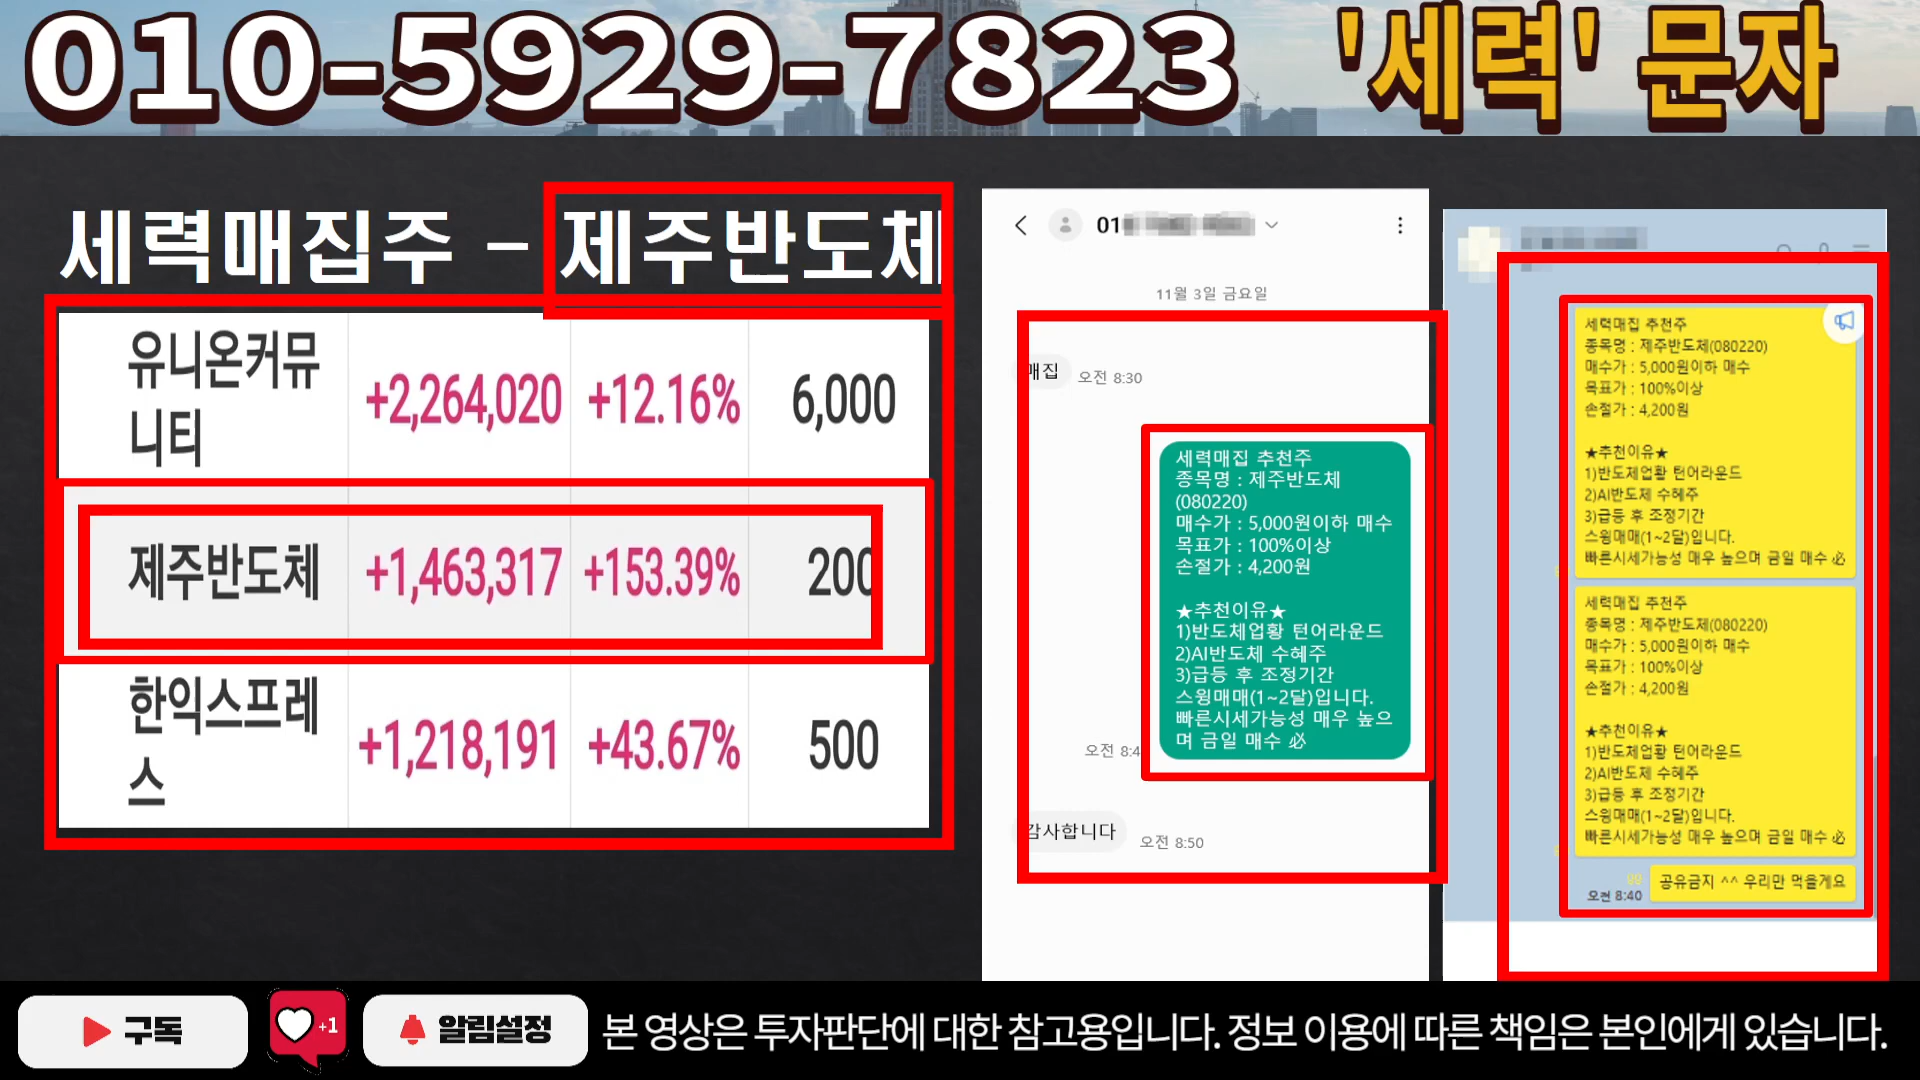 010-5929-7823 '세력' 문자
세력매집주 - 제주반도체
유니온커뮤
니티
+2,264,020 +12.16% 6,000
제주반도체 +1,463,317 +153.39% 200
한익스프레
스
+1,218,191 +43.67% 500
01
11월 3일 금요일
매집 오전 8:30
세력매집 추천주
종목명 : 제주반도체
(080220)
매수가 : 5,000원이하 매수
목표가 : 100%이상
손절가 : 4,200원
★추천이유★
1)반도체업황 턴어라운드
2)AI반도체 수혜주
3)급등 후 조정기간
스윙매매(1~2달)입니다.
빠른시세가능성 매우 높으
며 금일 매수 必
오전 8:4
감사합니다 오전 8:50
세력매집 추천주
종목명 : 제주반도체(080220)
매수가 : 5,000원이하 매수
목표가 : 100%이상
손절가 : 4,200원
★추천이유★
1)반도체업황 턴어라운드
2)AI반도체 수혜주
3)급등 후 조정기간
스윙매매(1~2달)입니다.
빠른시세가능성 매우 높으며 금일 매수 必
세력매집 추천주
종목명 : 제주반도체(080220)
매수가 : 5,000원이하 매수
목표가 : 100%이상
손절가 : 4,200원
★추천이유★
1)반도체업황 턴어라운드
2)AI반도체 수혜주
3)급등 후 조정기간
스윙매매(1~2달)입니다.
빠른시세가능성 매우 높으며 금일 매수 必
오전 8:40 공유금지 ^^ 우리만 먹을게요
구독 +1 알림설정 본 영상은 투자판단에 대한 참고용입니다. 정보 이용에 따른 책임은 본인에게 있습니다.